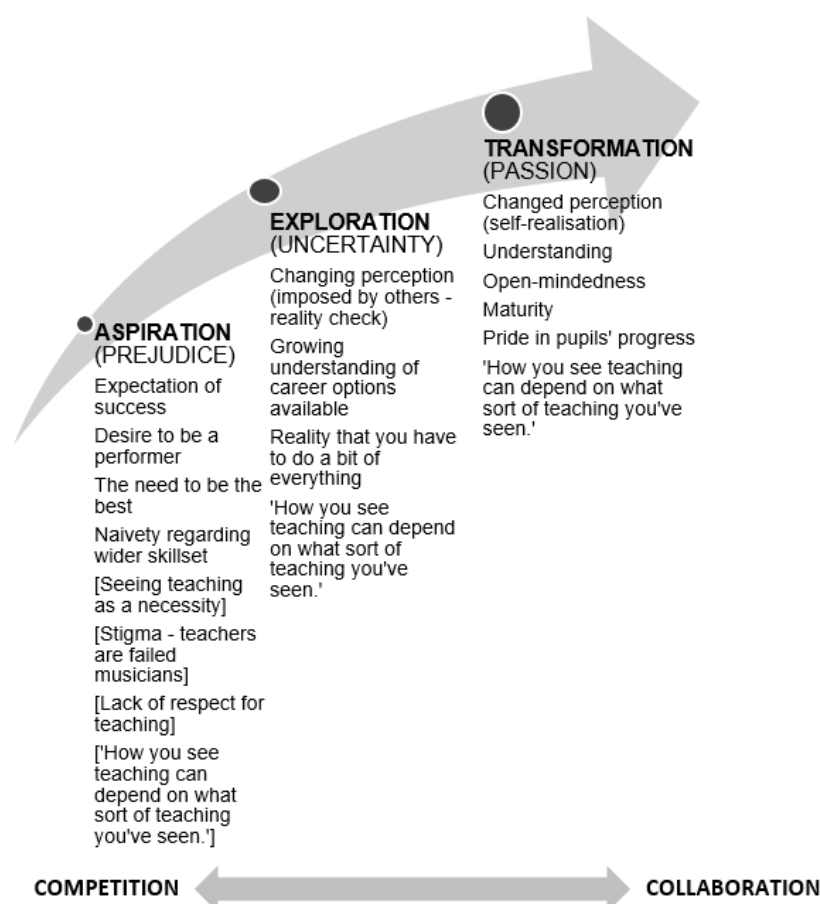 TRANSFORMATION
(PASSION)
Changed perception
(self-realisation)
Understanding
Open-mindedness
Maturity
Pride in pupils' progress
'How you see teaching
can depend on what
sort of teaching you've
seen.'
EXPLORATION
(UNCERTAINTY)
Changing perception
(imposed by others -
reality check)
Growing
understanding of
career options
available
Reality that you have
to do a bit of
everything
'How you see
teaching can depend
on what sort of
teaching you've
seen.'
ASPIRATION
(PREJUDICE)
Expectation of
success
Desire to be a
performer
The need to be the
best
Naivety regarding
wider skillset
[Seeing teaching
as a necessity]
[Stigma - teachers
are failed
musicians]
[Lack of respect for
teaching]
['How you see
teaching can
depend on what
sort of teaching
you've seen.']
COMPETITION
COLLABORATION